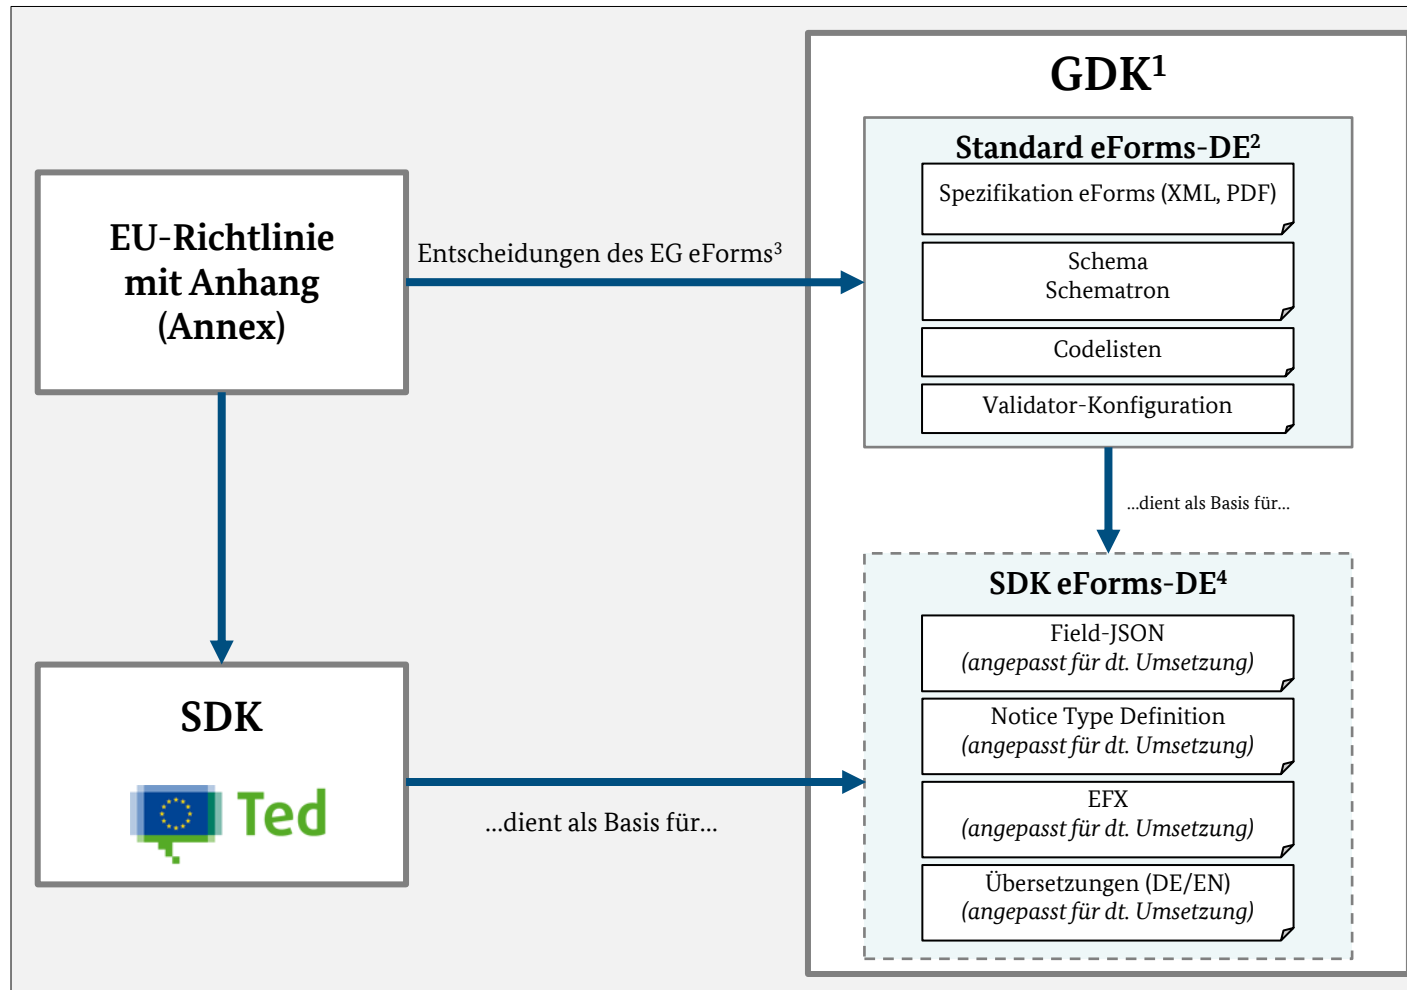 GDK¹
Standard eForms-DE²
Spezifikation eForms (XML, PDF)
Schema
Schematron
Codelisten
Validator-Konfiguration
EU-Richtlinie
mit Anhang
(Annex)
Entscheidungen des EG eForms³
...dient als Basis für...
SDK eForms-DE⁴
Field-JSON
(angepasst für dt. Umsetzung)
Notice Type Definition
(angepasst für dt. Umsetzung)
EFX
(angepasst für dt. Umsetzung)
Übersetzungen (DE/EN)
(angepasst für dt. Umsetzung)
SDK
Ted
...dient als Basis für...